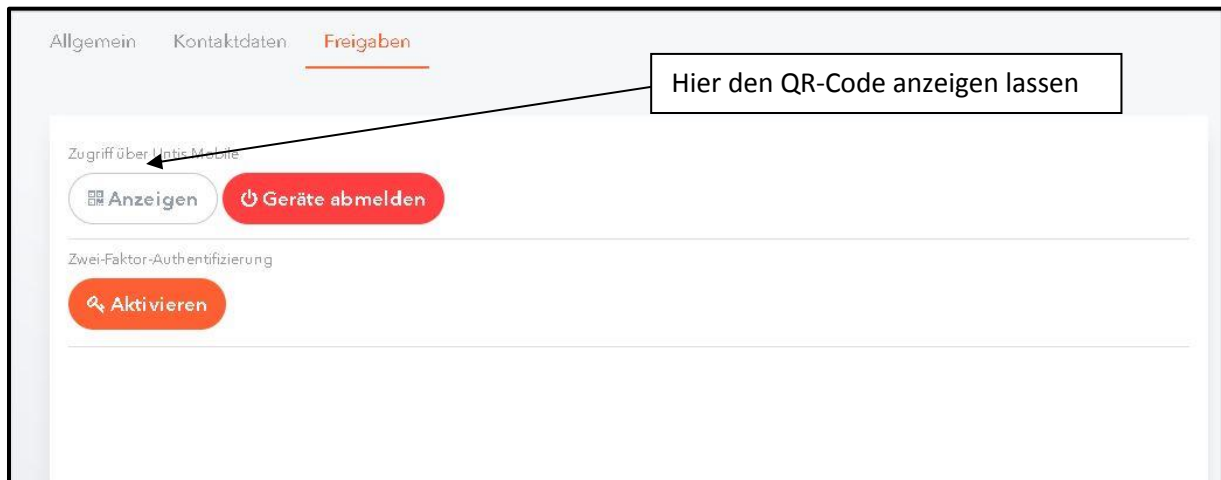 Allgemein Kontaktdaten Freigaben
Hier den QR-Code anzeigen lassen
Zugriff über Untis Mobile
Anzeigen Geräte abmelden
Zwei-Faktor-Authentifizierung
Aktivieren